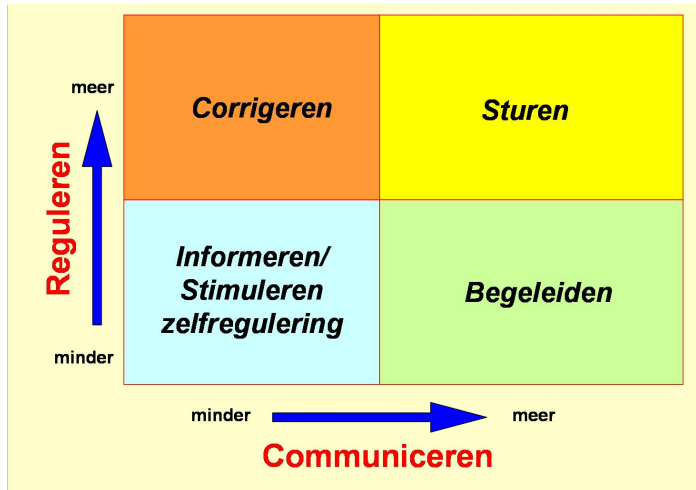 meer
Corrigeren
Sturen
Reguleren
Informeren/
Stimuleren
zelfregulering
Begeleiden
minder
minder
meer
Communiceren